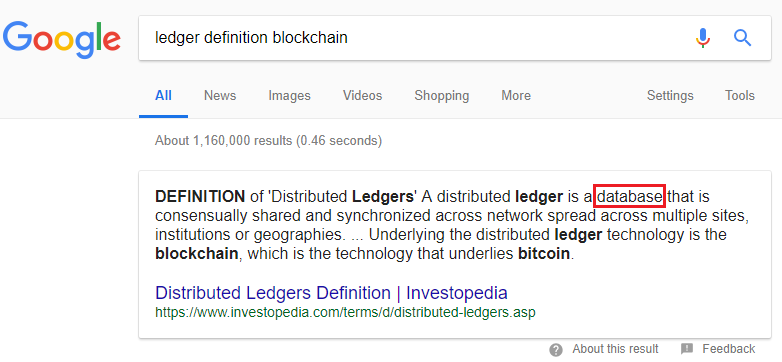 Google
ledger definition blockchain
All News Images Videos Shopping More Settings Tools
About 1,160,000 results (0.46 seconds)
DEFINITION of 'Distributed Ledgers' A distributed ledger is a database that is
consensually shared and synchronized across network spread across multiple sites,
institutions or geographies. ... Underlying the distributed ledger technology is the
blockchain, which is the technology that underlies bitcoin.
Distributed Ledgers Definition | Investopedia
https://www.investopedia.com/terms/d/distributed-ledgers.asp
About this result Feedback